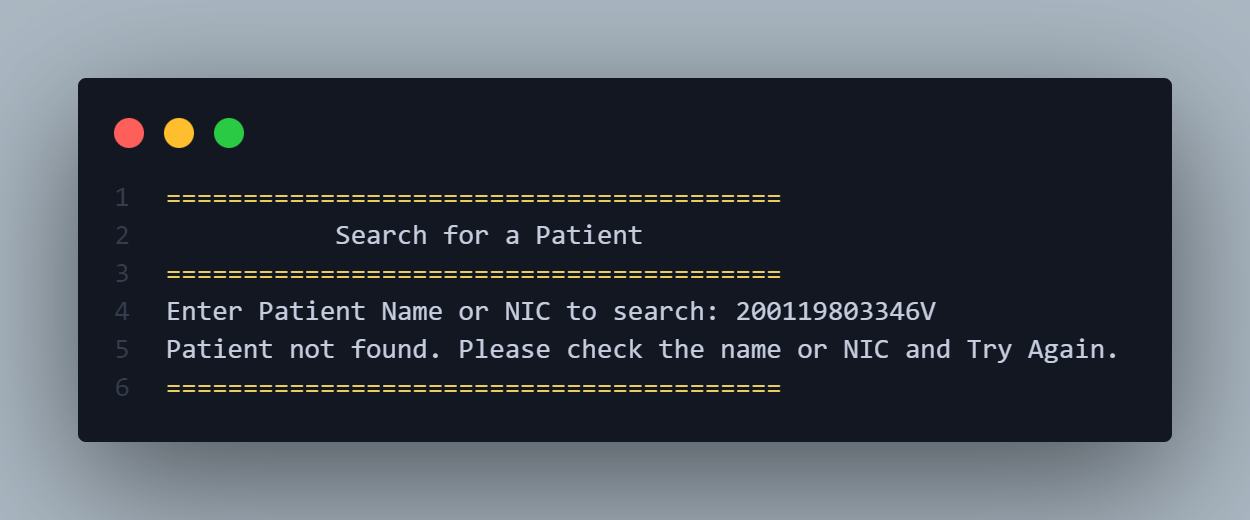 1 ========================================
2 Search for a Patient
3 ========================================
4 Enter Patient Name or NIC to search: 200119803346V
5 Patient not found. Please check the name or NIC and Try Again.
6 ========================================